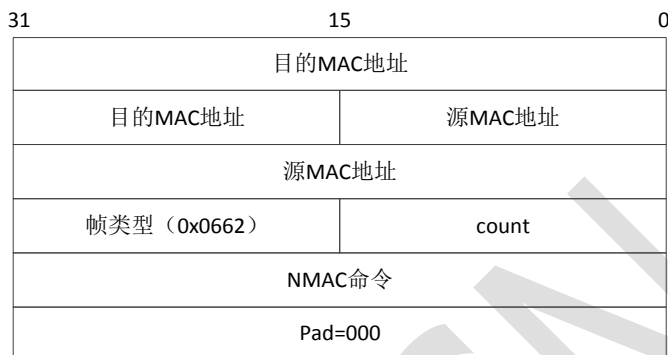 31 15 0
目的MAC地址
目的MAC地址 源MAC地址
源MAC地址
帧类型（0x0662） count
NMAC命令
Pad=000